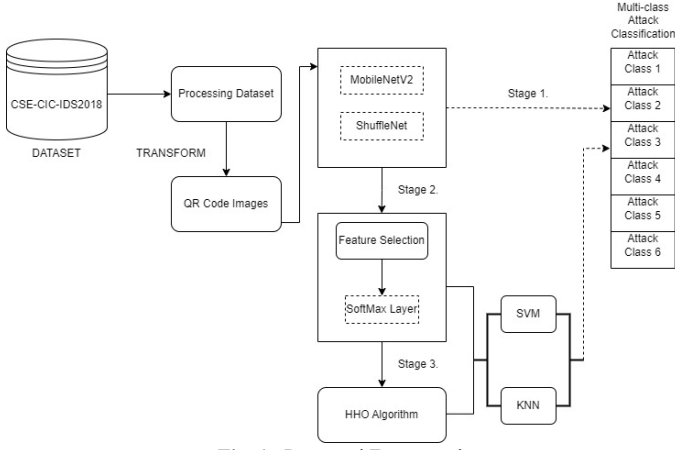 Multi-class
Attack
Classification
CSE-CIC-IDS2018
DATASET
Processing Dataset
TRANSFORM
QR Code Images
MobileNetV2
ShuffleNet
Stage 1.
Stage 2.
Feature Selection
SoftMax Layer
Stage 3.
HHO Algorithm
SVM
KNN
Attack
Class 1
Attack
Class 2
Attack
Class 3
Attack
Class 4
Attack
Class 5
Attack
Class 6